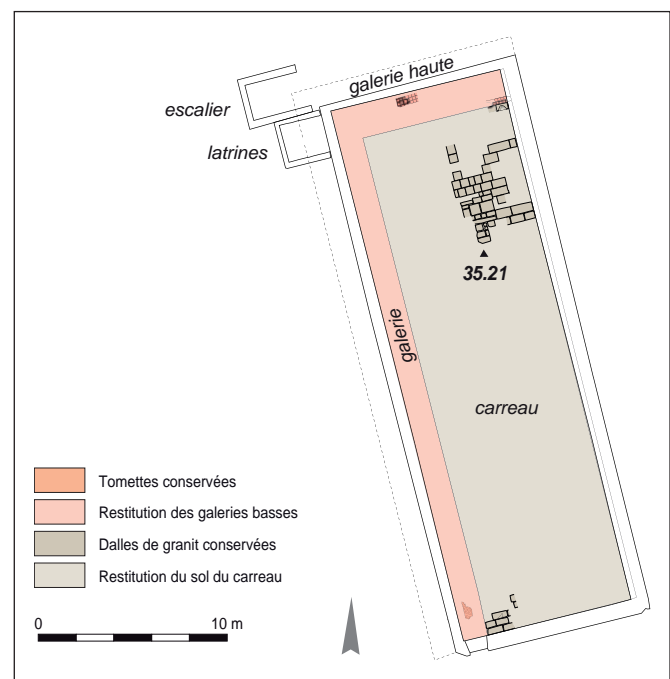 galerie haute
escalier
latrines
35.21
galerie
carreau
Tomettes conservées
Restitution des galeries basses
Dalles de granit conservées
Restitution du sol du carreau
0 10 m